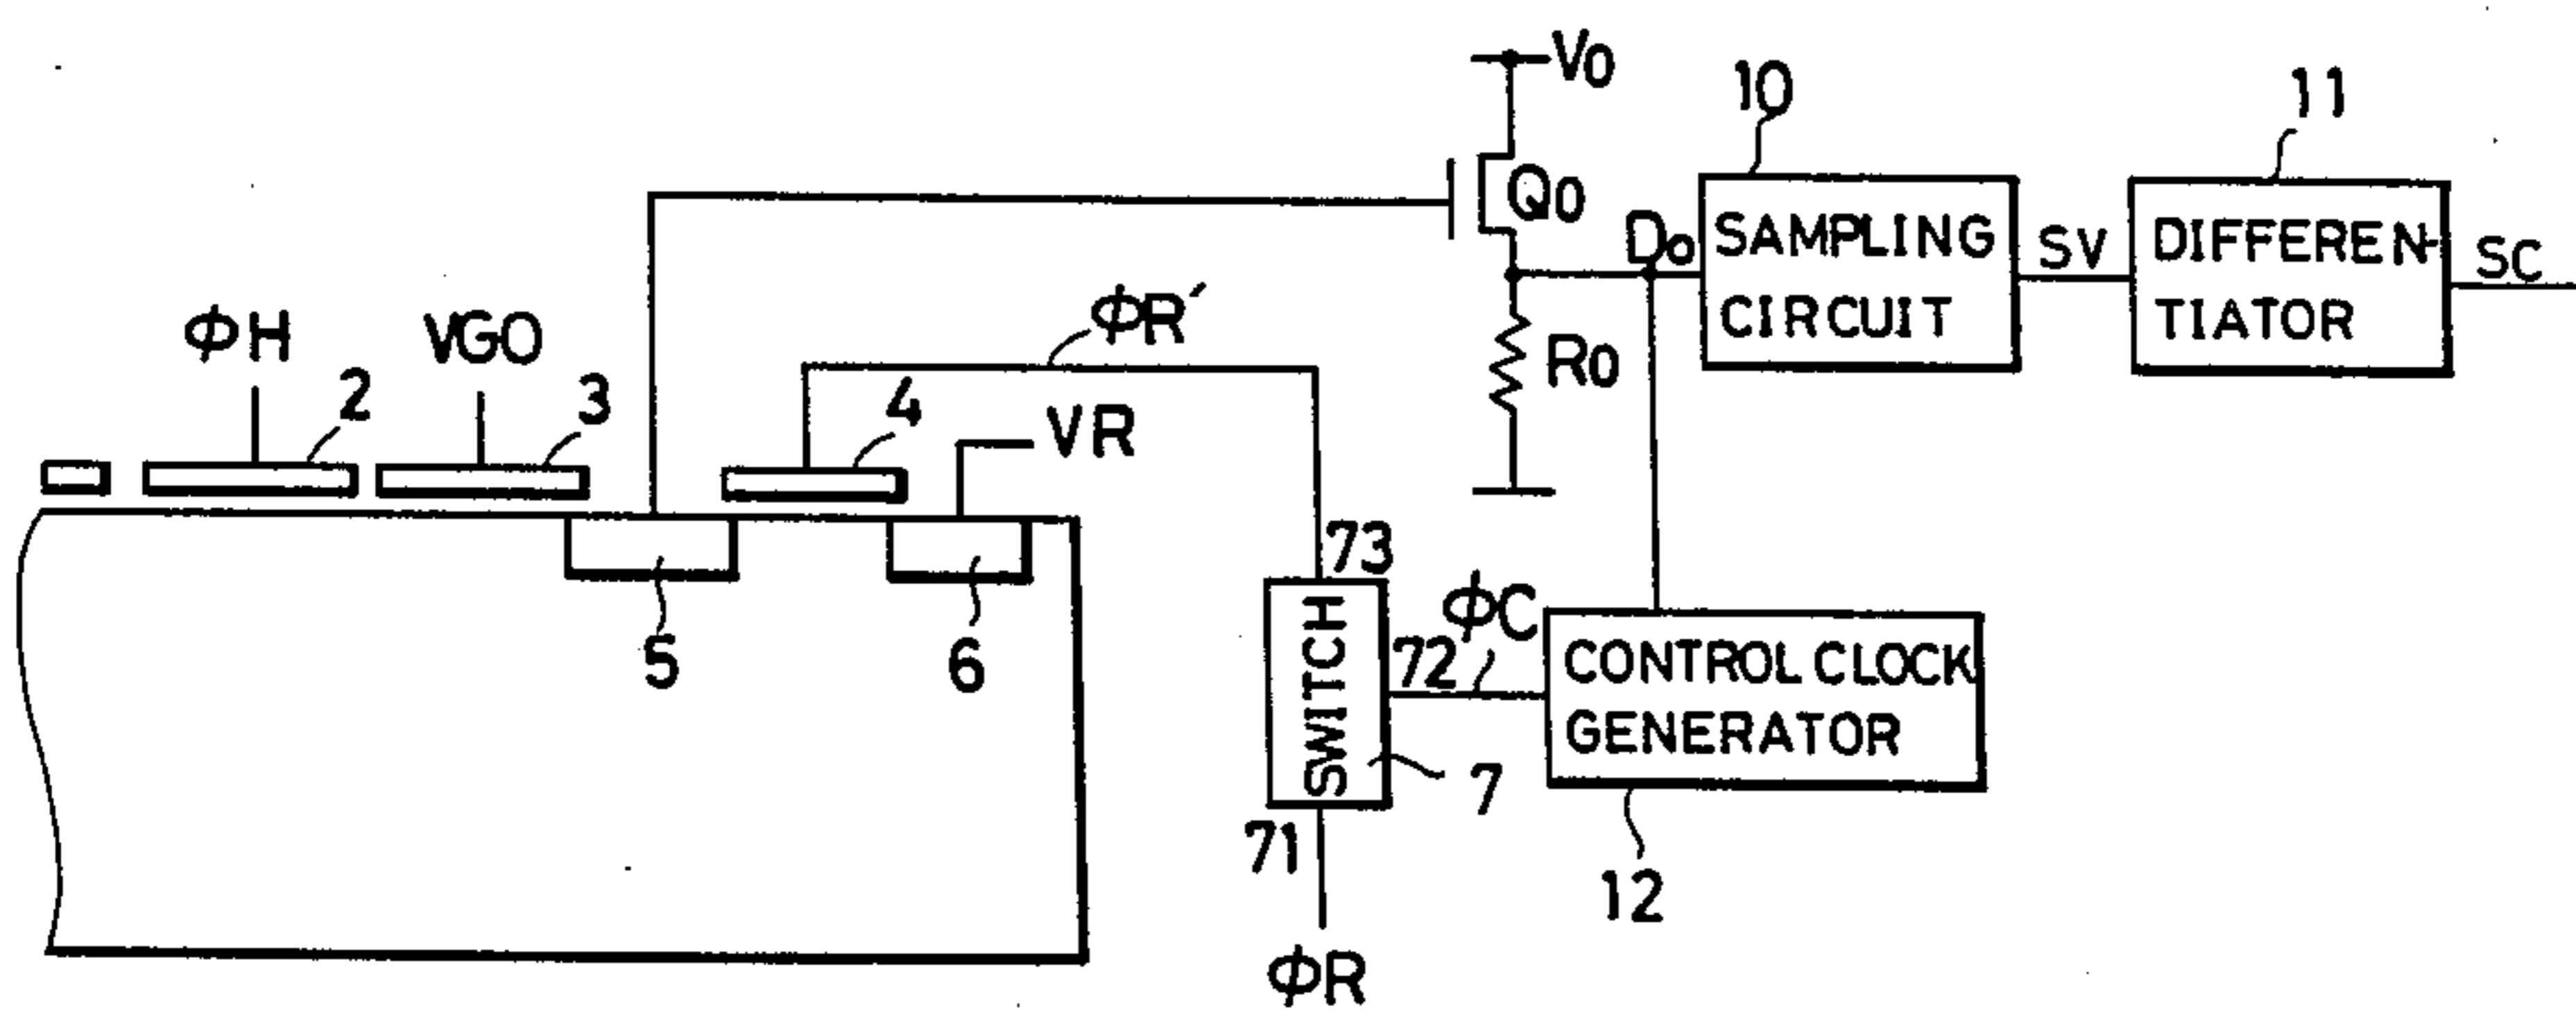 V0
10
11
Q0
D0
SAMPLING
CIRCUIT
SV
DIFFEREN-
TIATOR
SC
ΦH
VGO
ΦR′
R0
2
3
4
VR
73
SWITCH
72
ΦC
CONTROL CLOCK
GENERATOR
5
6
7
71
12
ΦR